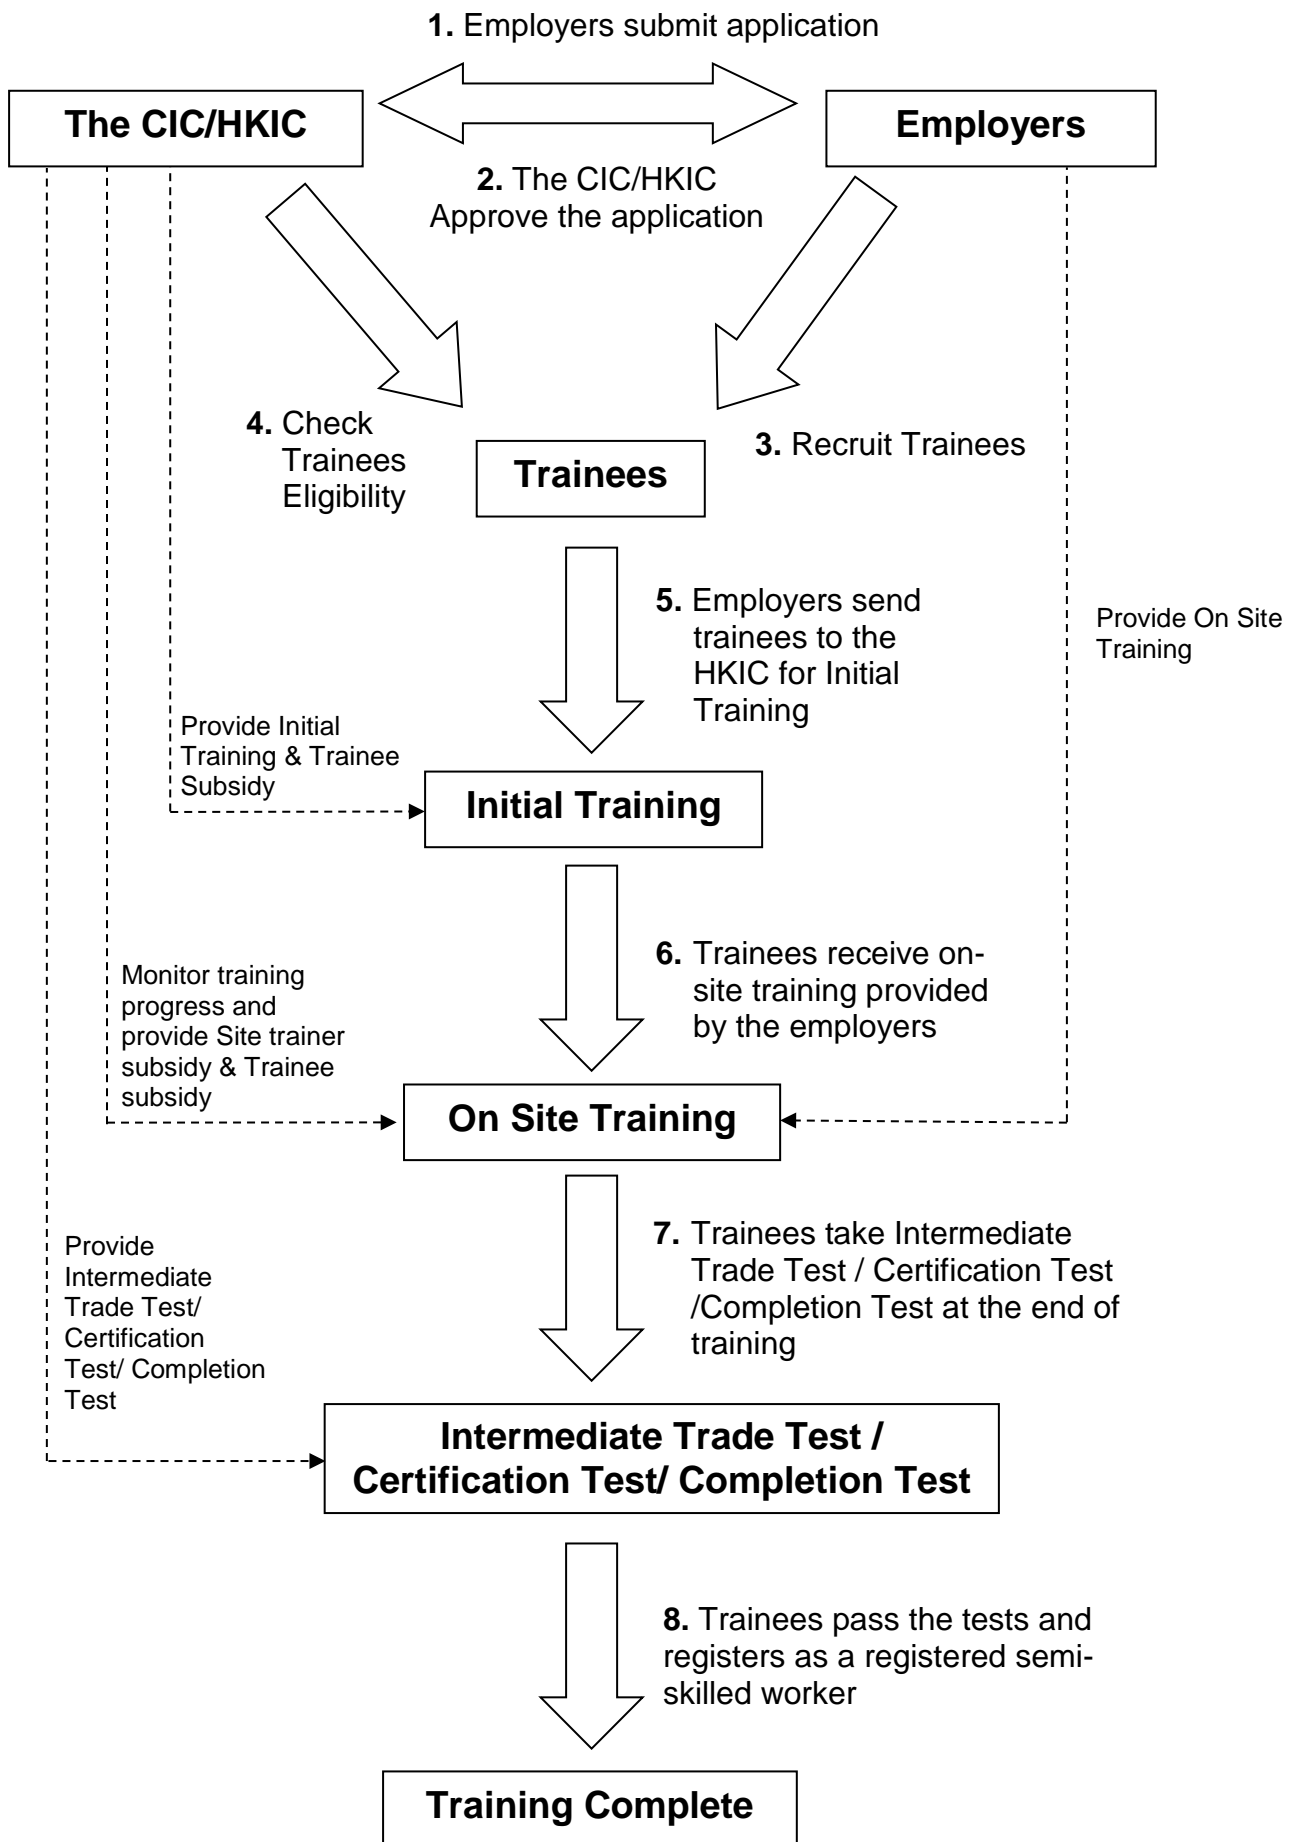 1. Employers submit application
The CIC/HKIC
Employers
2. The CIC/HKIC
Approve the application
4. Check
Trainees
Eligibility
3. Recruit Trainees
Trainees
5. Employers send
trainees to the
HKIC for Initial
Training
Provide On Site
Training
Provide Initial
Training & Trainee
Subsidy
Initial Training
6. Trainees receive on-
site training provided
by the employers
Monitor training
progress and
provide Site trainer
subsidy & Trainee
subsidy
On Site Training
7. Trainees take Intermediate
Trade Test / Certification Test
/Completion Test at the end of
training
Provide
Intermediate
Trade Test/
Certification
Test/ Completion
Test
Intermediate Trade Test /
Certification Test/ Completion Test
8. Trainees pass the tests and
registers as a registered semi-
skilled worker
Training Complete